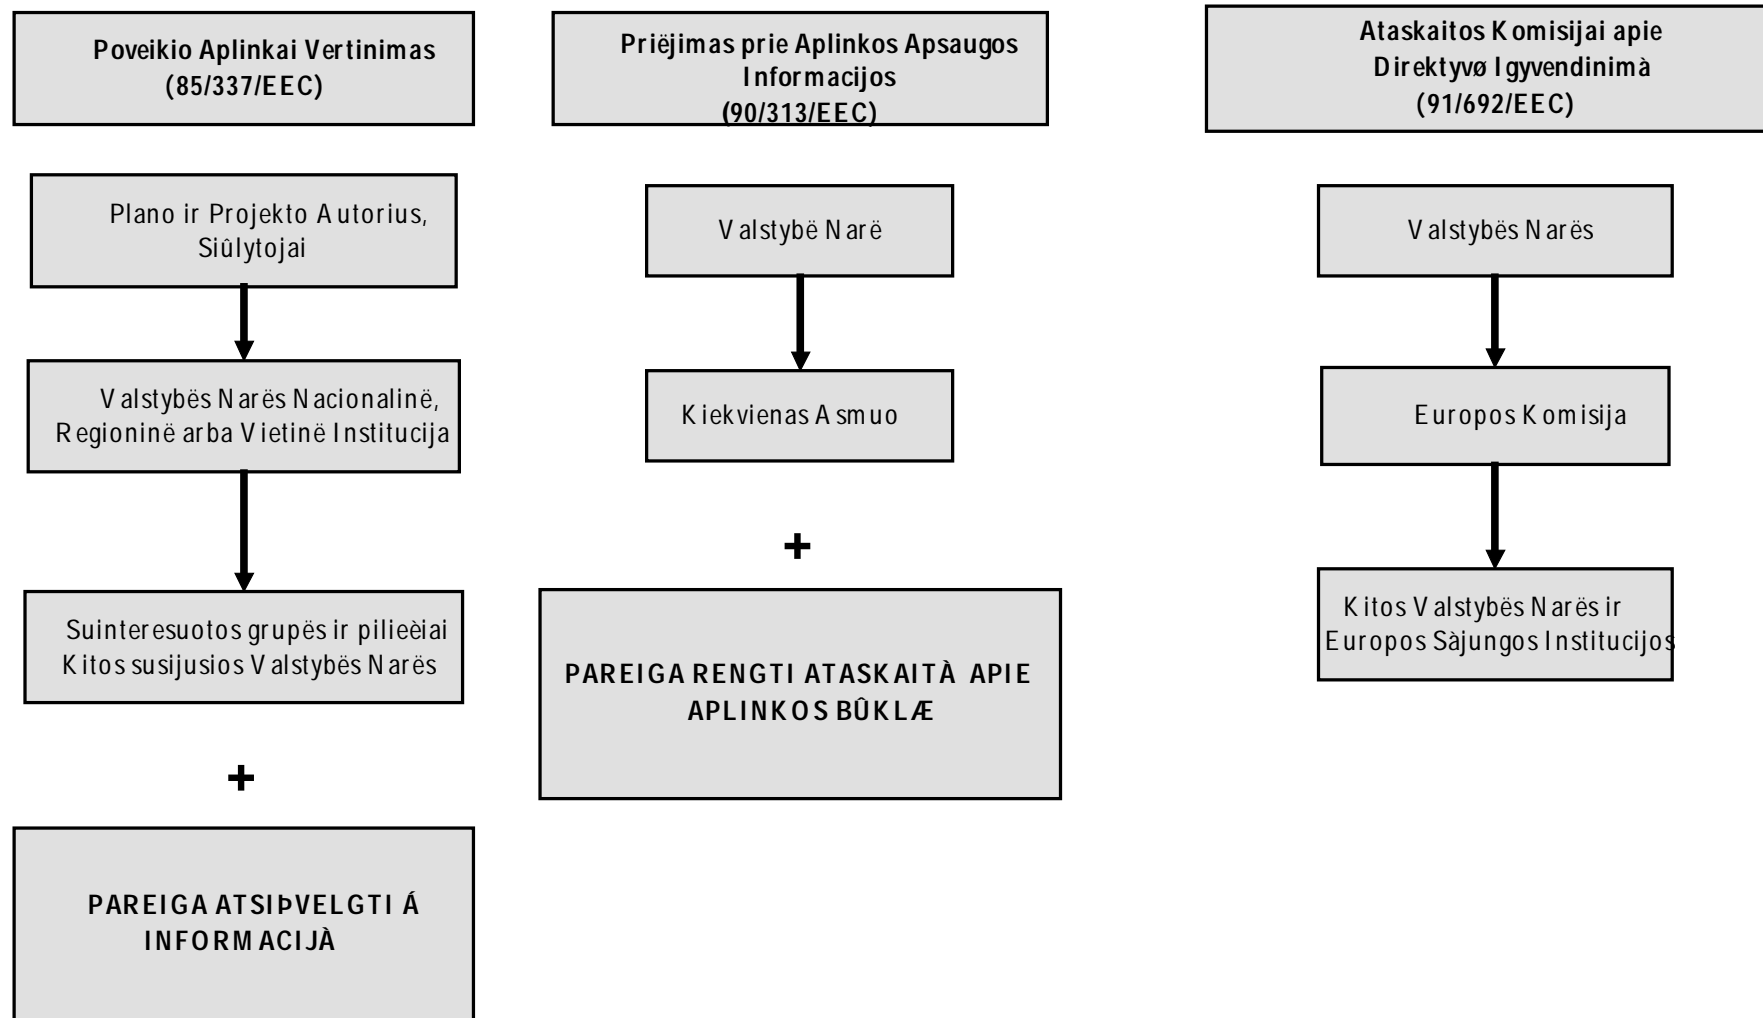 Poveikio Aplinkai Vertinimas
(85/337/EEC)
Plano ir Projekto Autorius,
Siûlytojai
Valstybës Narës Nacionalinë,
Regioninë arba Vietinë Institucija
Suinteresuotos grupës ir pilieèiai
Kitos susijusios Valstybës Narës
+
PAREIGA ATSIÞVELGTI Á
INFORMACIJÀ
Priëjimas prie Aplinkos Apsaugos
Informacijos
(90/313/EEC)
Valstybë Narë
Kiekvienas Asmuo
+
PAREIGA RENGTI ATASKAITÀ APIE
APLINKOS BÛKLÆ
Ataskaitos Komisijai apie
Direktyvø Igyvendinimà
(91/692/EEC)
Valstybës Narës
Europos Komisija
Kitos Valstybës Narës ir
Europos Sàjungos Institucijos